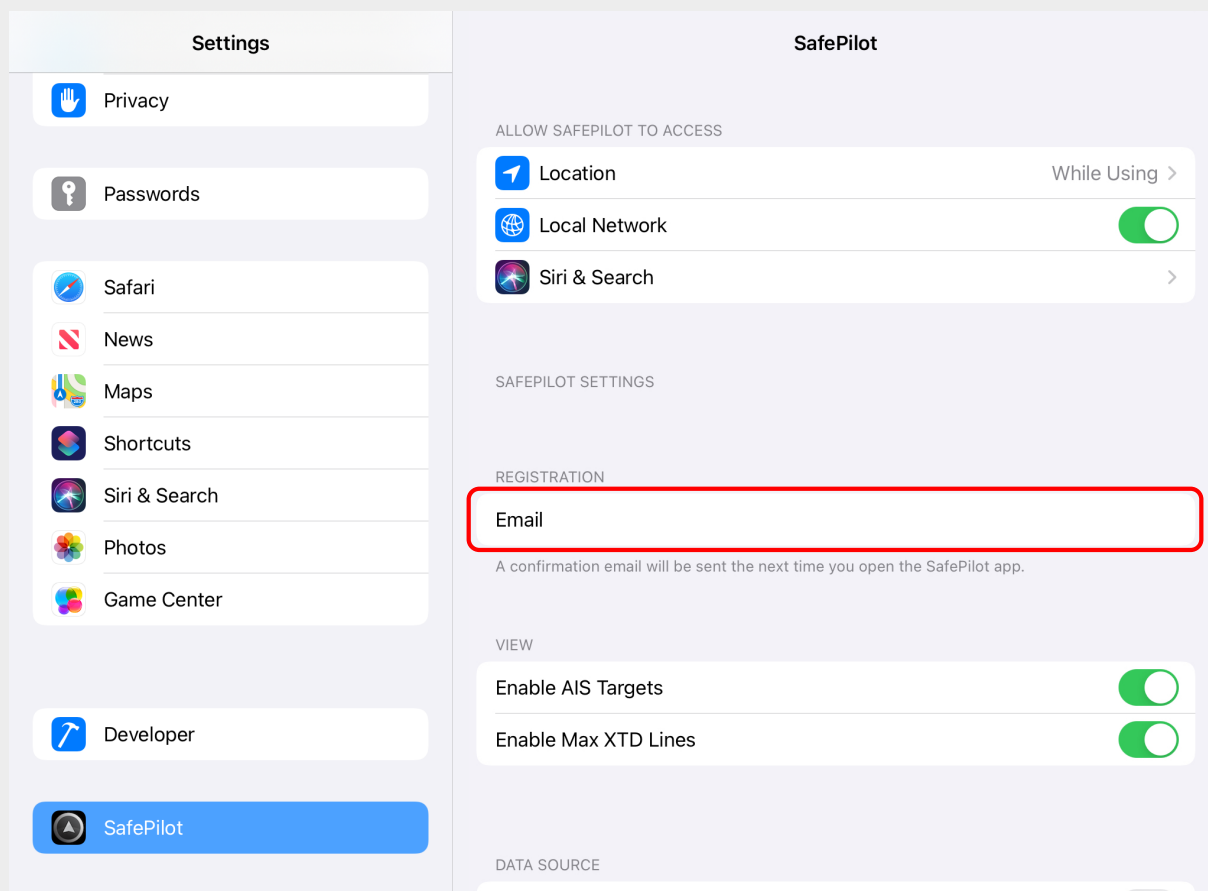 Settings
Privacy
Passwords
Safari
News
Maps
Shortcuts
Siri & Search
Photos
Game Center
Developer
SafePilot
SafePilot
ALLOW SAFEPILOT TO ACCESS
Location While Using
Local Network
Siri & Search
SAFEPILOT SETTINGS
REGISTRATION
Email
A confirmation email will be sent the next time you open the SafePilot app.
VIEW
Enable AIS Targets
Enable Max XTD Lines
DATA SOURCE